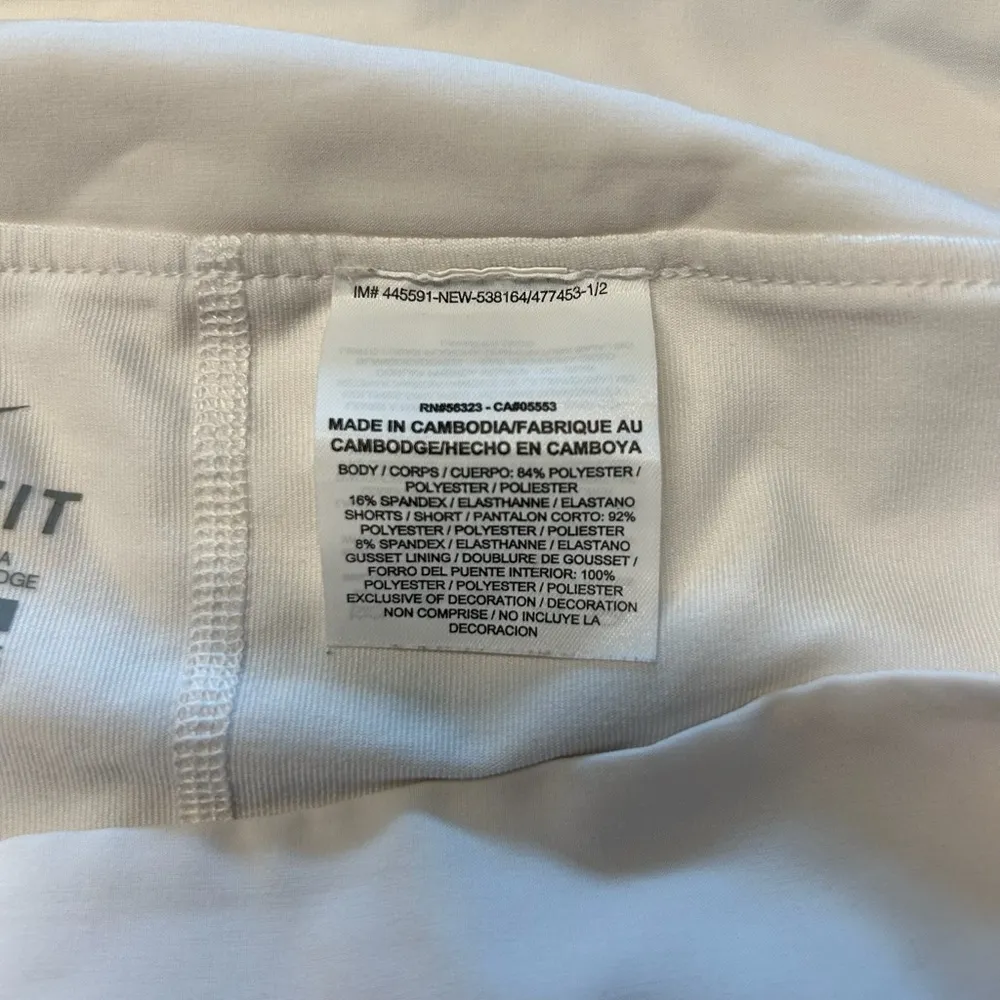 IM# 445591-NEW-538164/477453-1/2
RN#56323 - CA#05553
MADE IN CAMBODIA/FABRIQUE AU
CAMBODGE/HECHO EN CAMBOYA
BODY / CORPS / CUERPO: 84% POLYESTER /
POLYESTER / POLIESTER
16% SPANDEX / ELASTHANNE / ELASTANO
SHORTS / SHORT / PANTALON CORTO: 92%
POLYESTER / POLYESTER / POLIESTER
8% SPANDEX / ELASTHANNE / ELASTANO
GUSSET LINING / DOUBLURE DE GOUSSET /
FORRO DEL PUENTE INTERIOR: 100%
POLYESTER / POLYESTER / POLIESTER
EXCLUSIVE OF DECORATION / DECORATION
NON COMPRISE / NO INCLUYE LA
DECORACION
FIT
A
DGE